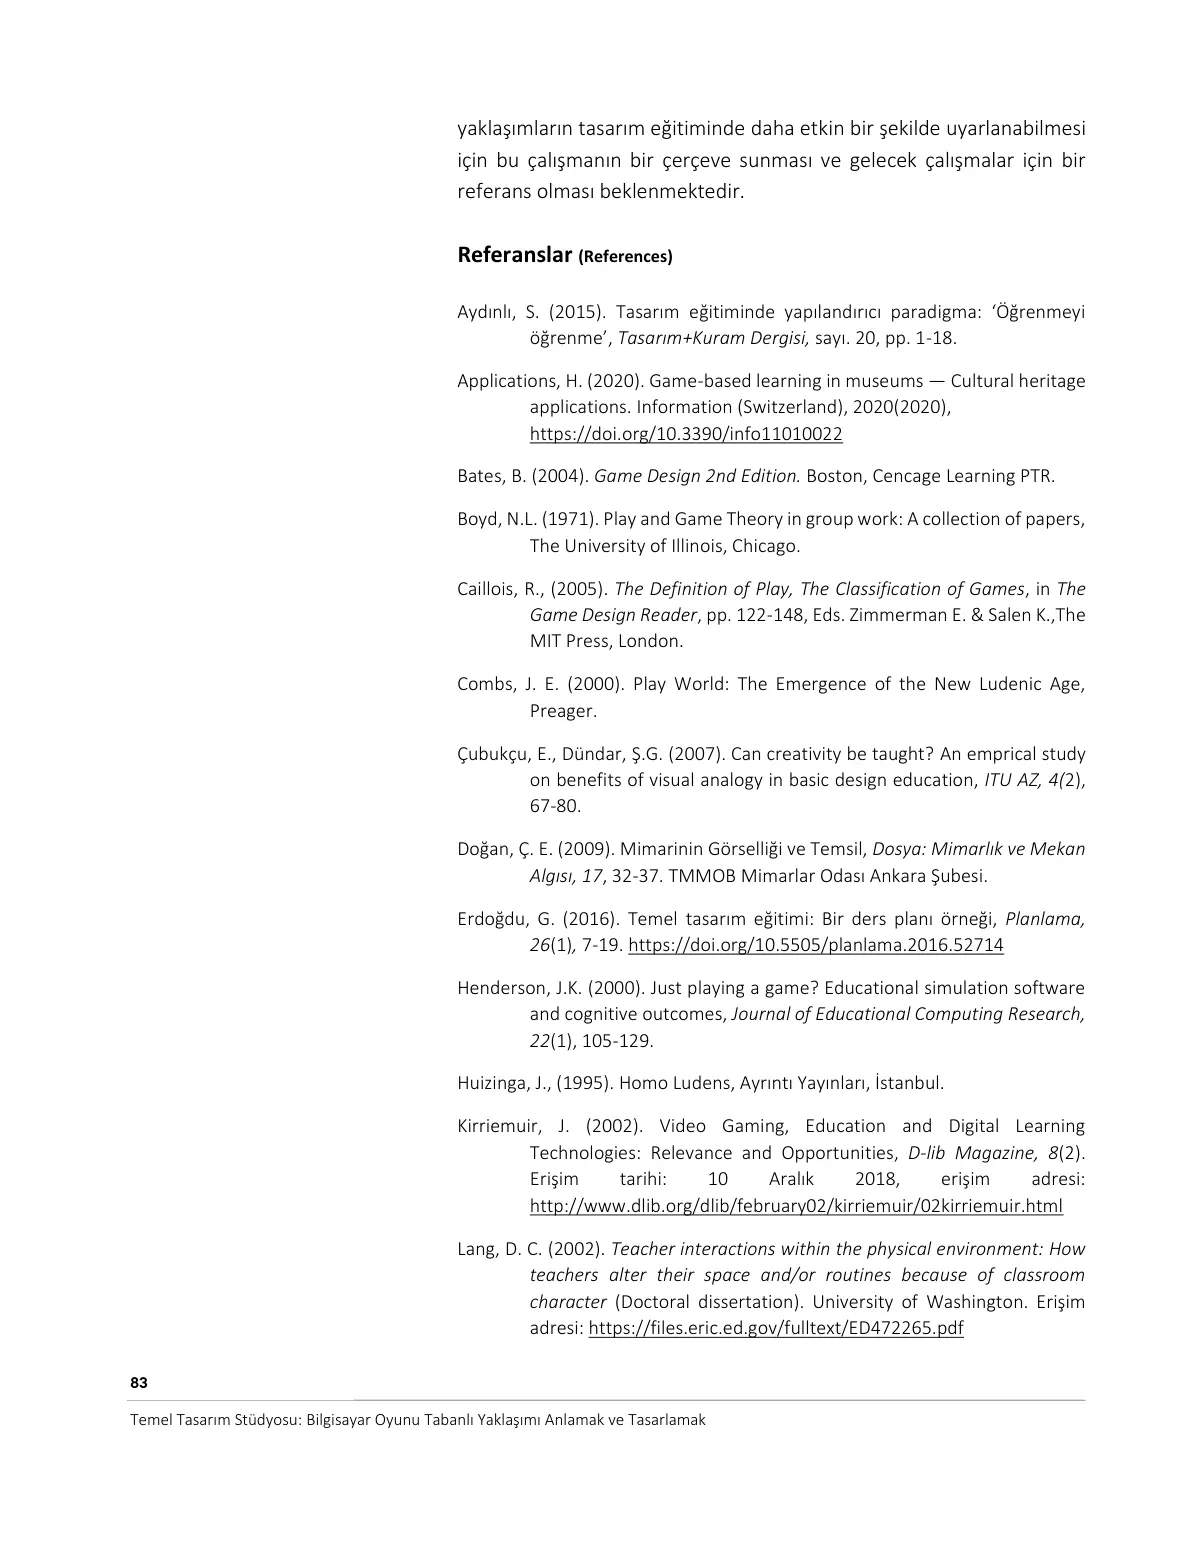 yaklaşımların tasarım eğitiminde daha etkin bir şekilde uyarlanabilmesi
için bu çalışmanın bir çerçeve sunması ve gelecek çalışmalar için bir
referans olması beklenmektedir.
Referanslar (References)
Aydınlı, S. (2015). Tasarım eğitiminde yapılandırıcı paradigma: ‘Öğrenmeyi
öğrenme’, Tasarım+Kuram Dergisi, sayı. 20, pp. 1-18.
Applications, H. (2020). Game-based learning in museums — Cultural heritage
applications. Information (Switzerland), 2020(2020),
https://doi.org/10.3390/info11010022
Bates, B. (2004). Game Design 2nd Edition. Boston, Cencage Learning PTR.
Boyd, N.L. (1971). Play and Game Theory in group work: A collection of papers,
The University of Illinois, Chicago.
Caillois, R., (2005). The Definition of Play, The Classification of Games, in The
Game Design Reader, pp. 122-148, Eds. Zimmerman E. & Salen K.,The
MIT Press, London.
Combs, J. E. (2000). Play World: The Emergence of the New Ludenic Age,
Preager.
Çubukçu, E., Dündar, Ş.G. (2007). Can creativity be taught? An emprical study
on benefits of visual analogy in basic design education, ITU AZ, 4(2),
67-80.
Doğan, Ç. E. (2009). Mimarinin Görselliği ve Temsil, Dosya: Mimarlık ve Mekan
Algısı, 17, 32-37. TMMOB Mimarlar Odası Ankara Şubesi.
Erdoğdu, G. (2016). Temel tasarım eğitimi: Bir ders planı örneği, Planlama,
26(1), 7-19. https://doi.org/10.5505/planlama.2016.52714
Henderson, J.K. (2000). Just playing a game? Educational simulation software
and cognitive outcomes, Journal of Educational Computing Research,
22(1), 105-129.
Huizinga, J., (1995). Homo Ludens, Ayrıntı Yayınları, İstanbul.
Kirriemuir, J. (2002). Video Gaming, Education and Digital Learning
Technologies: Relevance and Opportunities, D-lib Magazine, 8(2).
Erişim tarihi: 10 Aralık 2018, erişim adresi:
http://www.dlib.org/dlib/february02/kirriemuir/02kirriemuir.html
Lang, D. C. (2002). Teacher interactions within the physical environment: How
teachers alter their space and/or routines because of classroom
character (Doctoral dissertation). University of Washington. Erişim
adresi: https://files.eric.ed.gov/fulltext/ED472265.pdf
83
Temel Tasarım Stüdyosu: Bilgisayar Oyunu Tabanlı Yaklaşımı Anlamak ve Tasarlamak